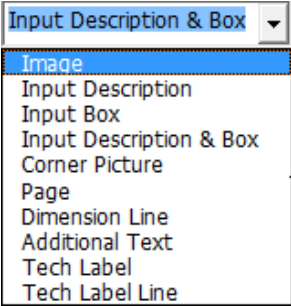 Input Description & Box
Image
Input Description
Input Box
Input Description & Box
Corner Picture
Page
Dimension Line
Additional Text
Tech Label
Tech Label Line